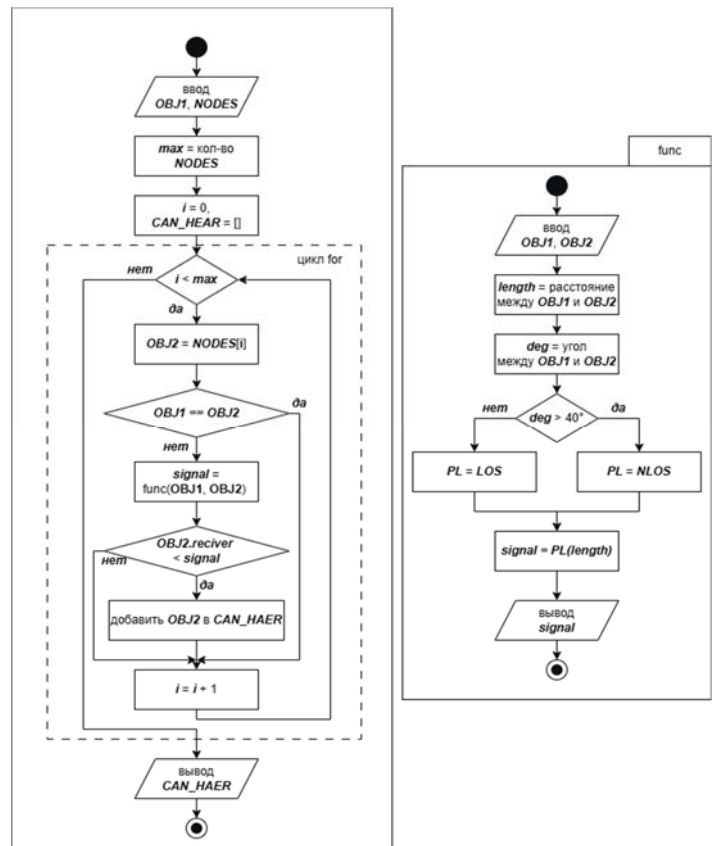 ввод
OBJ1, NODES
max = кол-во
NODES
i = 0,
CAN_HEAR = []
цикл for
нет
i < max
да
OBJ2 = NODES[i]
да
OBJ1 == OBJ2
нет
signal =
func(OBJ1, OBJ2)
OBJ2.reciver
< signal
нет
да
добавить OBJ2 в CAN_HAER
i = i + 1
вывод
CAN_HAER
func
ввод
OBJ1, OBJ2
length = расстояние
между OBJ1 и OBJ2
deg = угол
между OBJ1 и OBJ2
нет
да
deg > 40°
PL = LOS
PL = NLOS
signal = PL(length)
вывод
signal